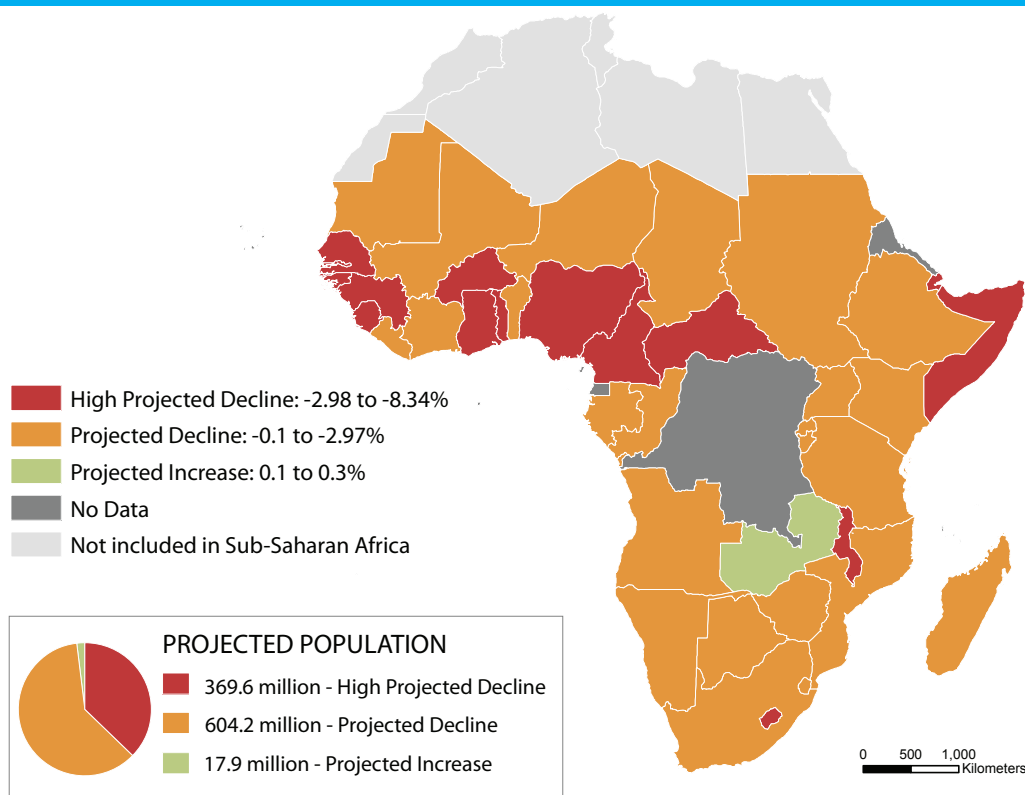 High Projected Decline: -2.98 to -8.34%
Projected Decline: -0.1 to -2.97%
Projected Increase: 0.1 to 0.3%
No Data
Not included in Sub-Saharan Africa
PROJECTED POPULATION
369.6 million - High Projected Decline
604.2 million - Projected Decline
17.9 million - Projected Increase
0 500 1,000
Kilometers